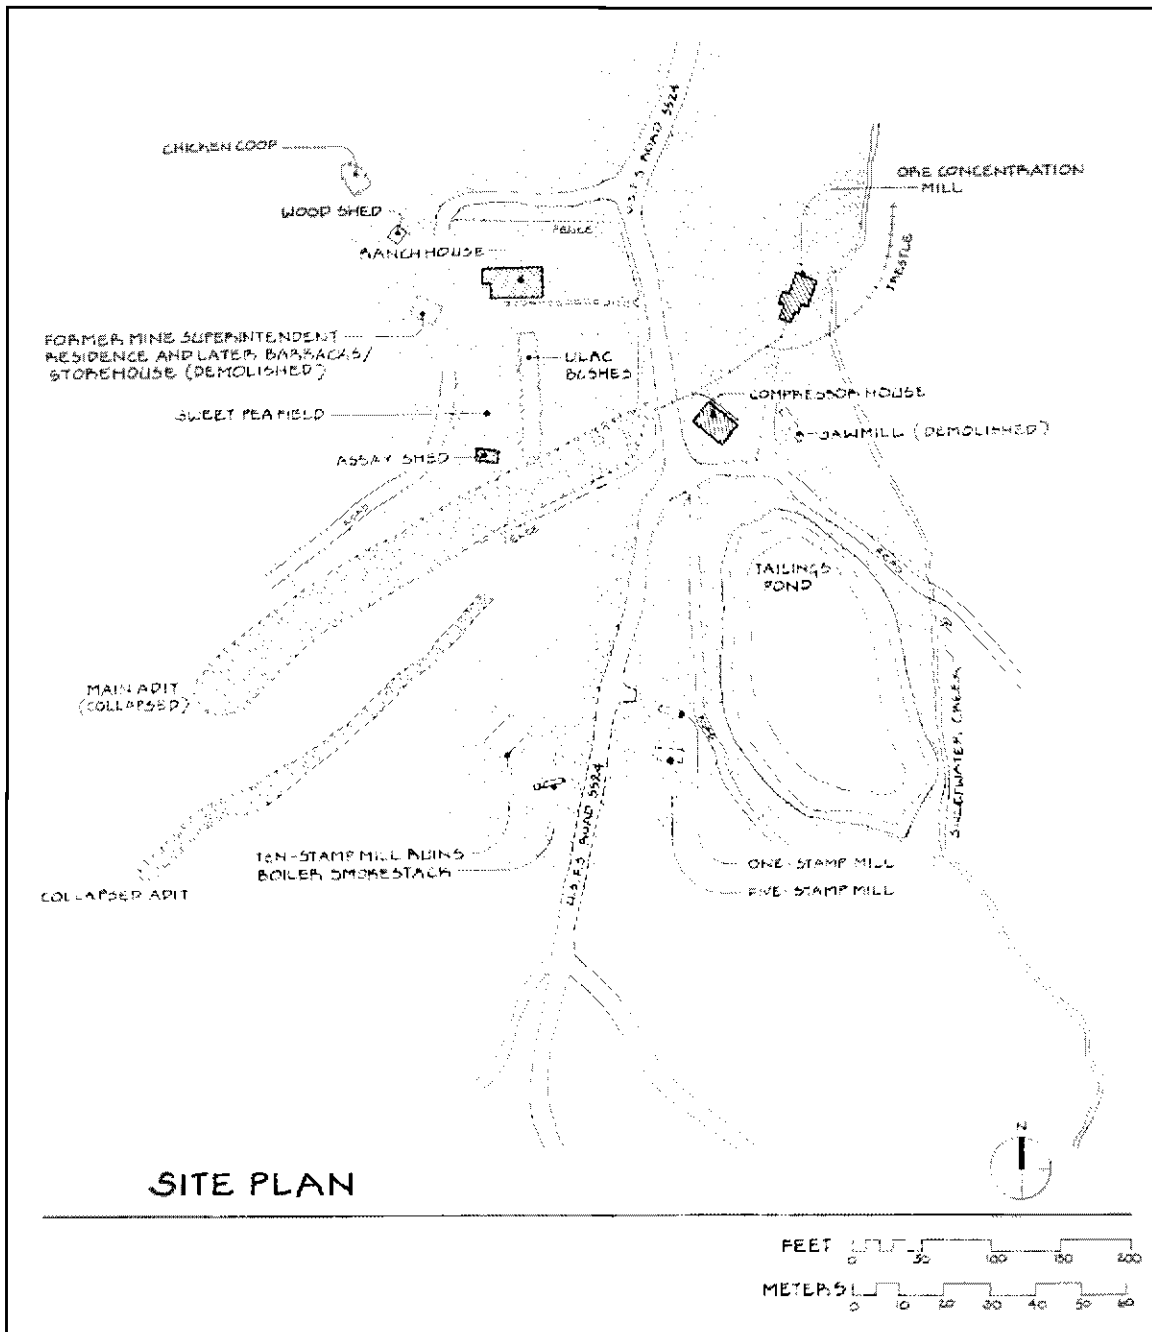 U.S.F.S ROAD 5524
CHICKEN COOP
ORE CONCENTRATION
MILL
WOOD SHED
FENCE
RANCH HOUSE
TRESTLE
FORMER MINE SUPERINTENDENT
RESIDENCE AND LATER BARRACKS/
STOREHOUSE (DEMOLISHED)
LILAC
BUSHES
COMPRESSOR HOUSE
SWEET PEA FIELD
SAWMILL (DEMOLISHED)
ASSAY SHED
ROAD
ROAD
TAILINGS
POND
MAIN ADIT
(COLLAPSED)
SWEETWATER CREEK
U.S.F.S ROAD 5524
TEN-STAMP MILL RUINS
BOILER SMOKESTACK
ONE-STAMP MILL
FIVE-STAMP MILL
COLLAPSED ADIT
N
SITE PLAN
FEET
0 50 100 150 200
METERS
0 10 20 30 40 50 60